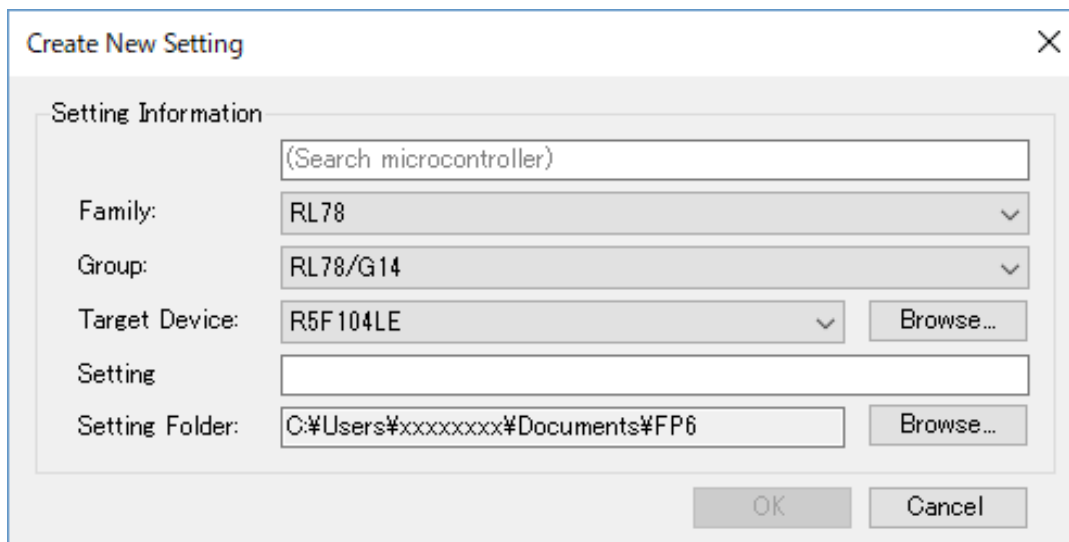 Create New Setting
Setting Information
(Search microcontroller)
Family: RL78
Group: RL78/G14
Target Device: R5F104LE Browse...
Setting
Setting Folder: C:¥Users¥xxxxxxxx¥Documents¥FP6 Browse...
OK Cancel